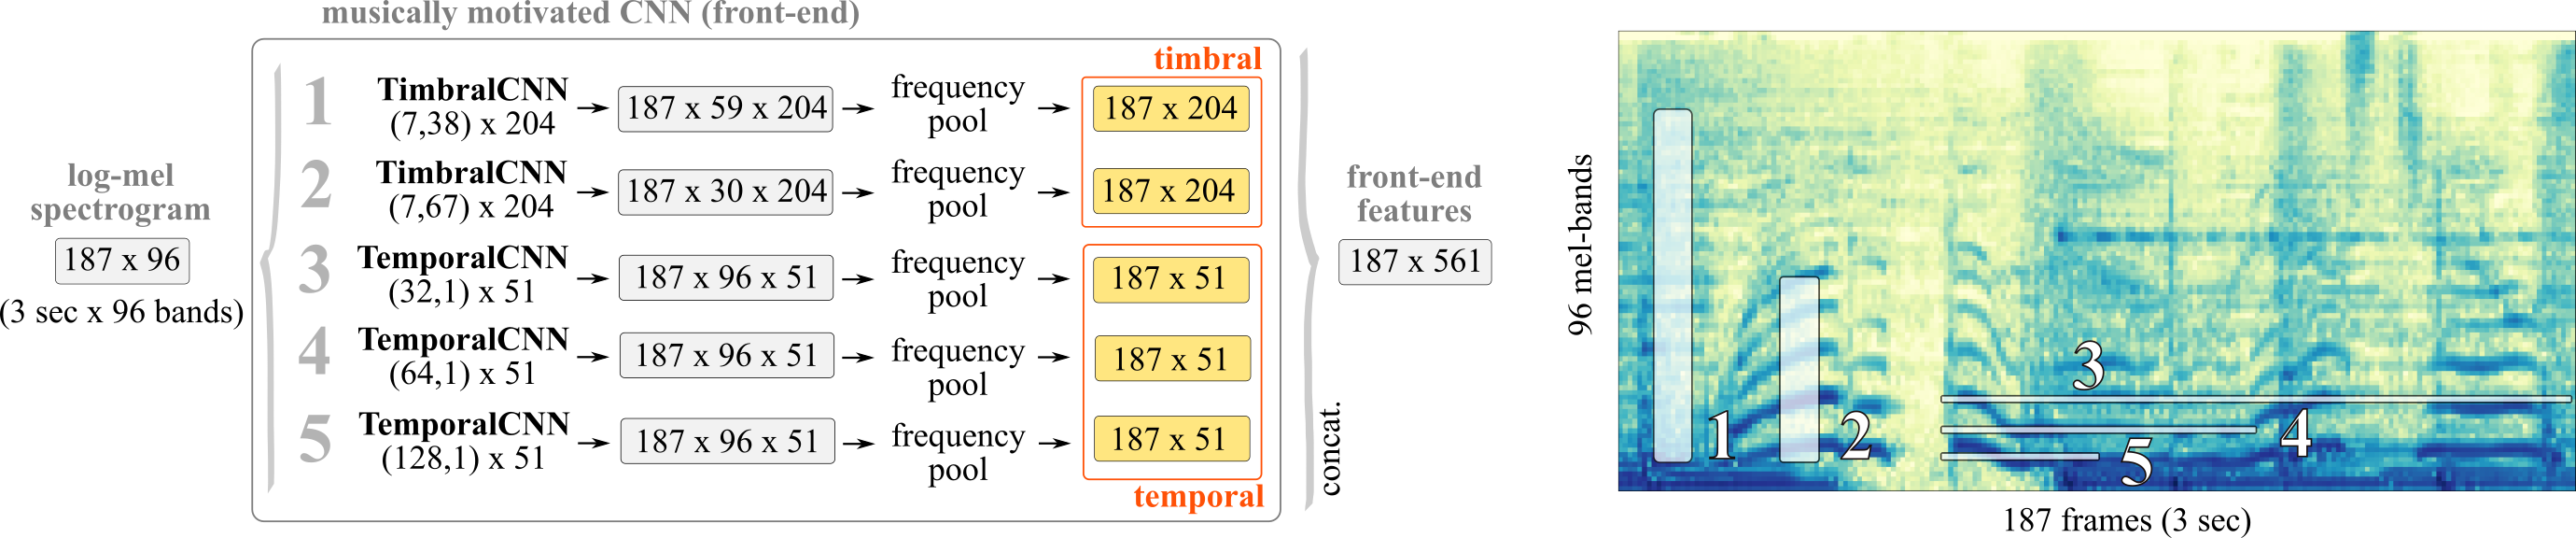 musically motivated CNN (front-end)
log-mel
spectrogram
187 x 96
(3 sec x 96 bands)
timbral
1
TimbralCNN
(7,38) x 204
187 x 59 x 204
frequency
pool
187 x 204
2
TimbralCNN
(7,67) x 204
187 x 30 x 204
frequency
pool
187 x 204
3
TemporalCNN
(32,1) x 51
187 x 96 x 51
frequency
pool
187 x 51
4
TemporalCNN
(64,1) x 51
187 x 96 x 51
frequency
pool
187 x 51
5
TemporalCNN
(128,1) x 51
187 x 96 x 51
frequency
pool
187 x 51
temporal
concat.
front-end
features
187 x 561
96 mel-bands
1
2
3
4
5
187 frames (3 sec)